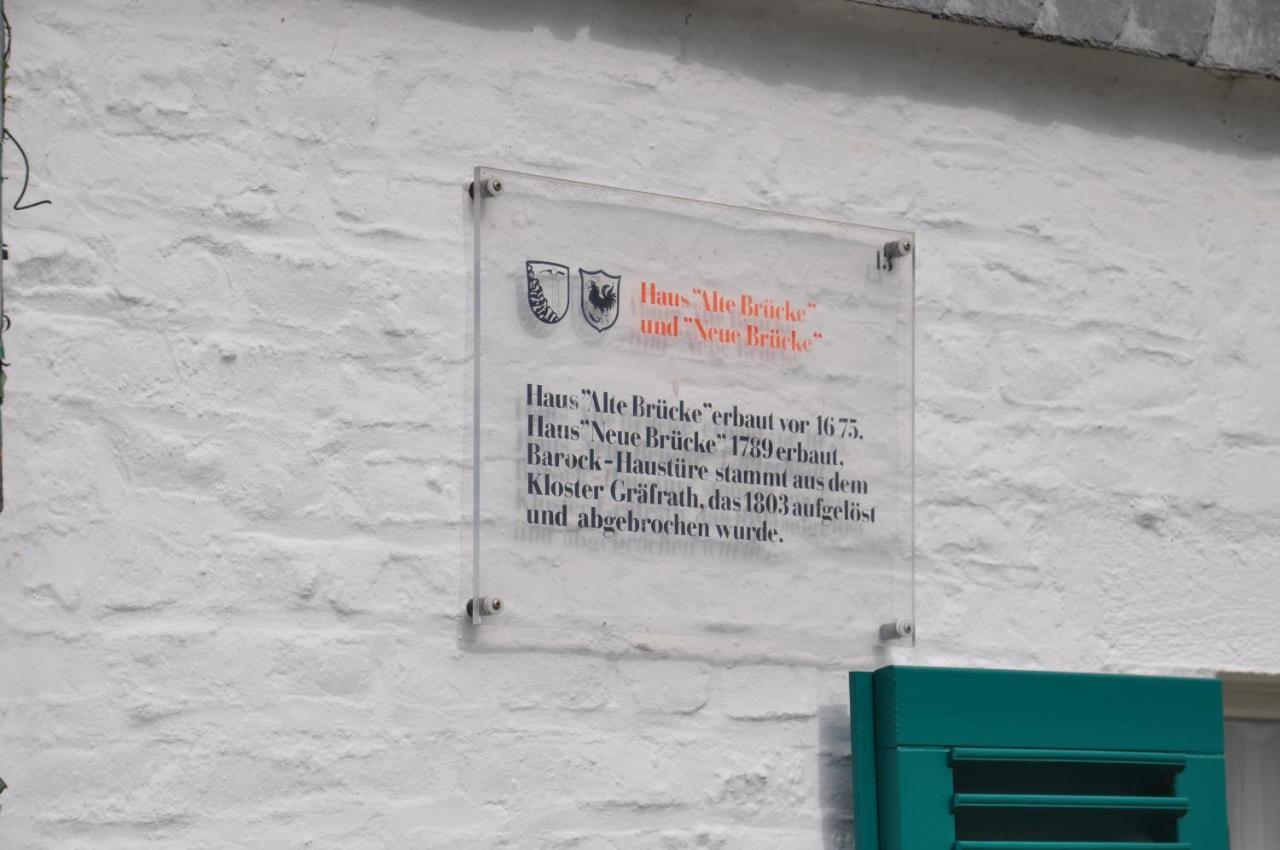 Haus "Alte Brücke"
und "Neue Brücke"
Haus "Alte Brücke" erbaut vor 1675.
Haus "Neue Brücke" 1789 erbaut.
Barock-Haustüre stammt aus dem
Kloster Gräfrath, das 1803 aufgelöst
und abgebrochen wurde.